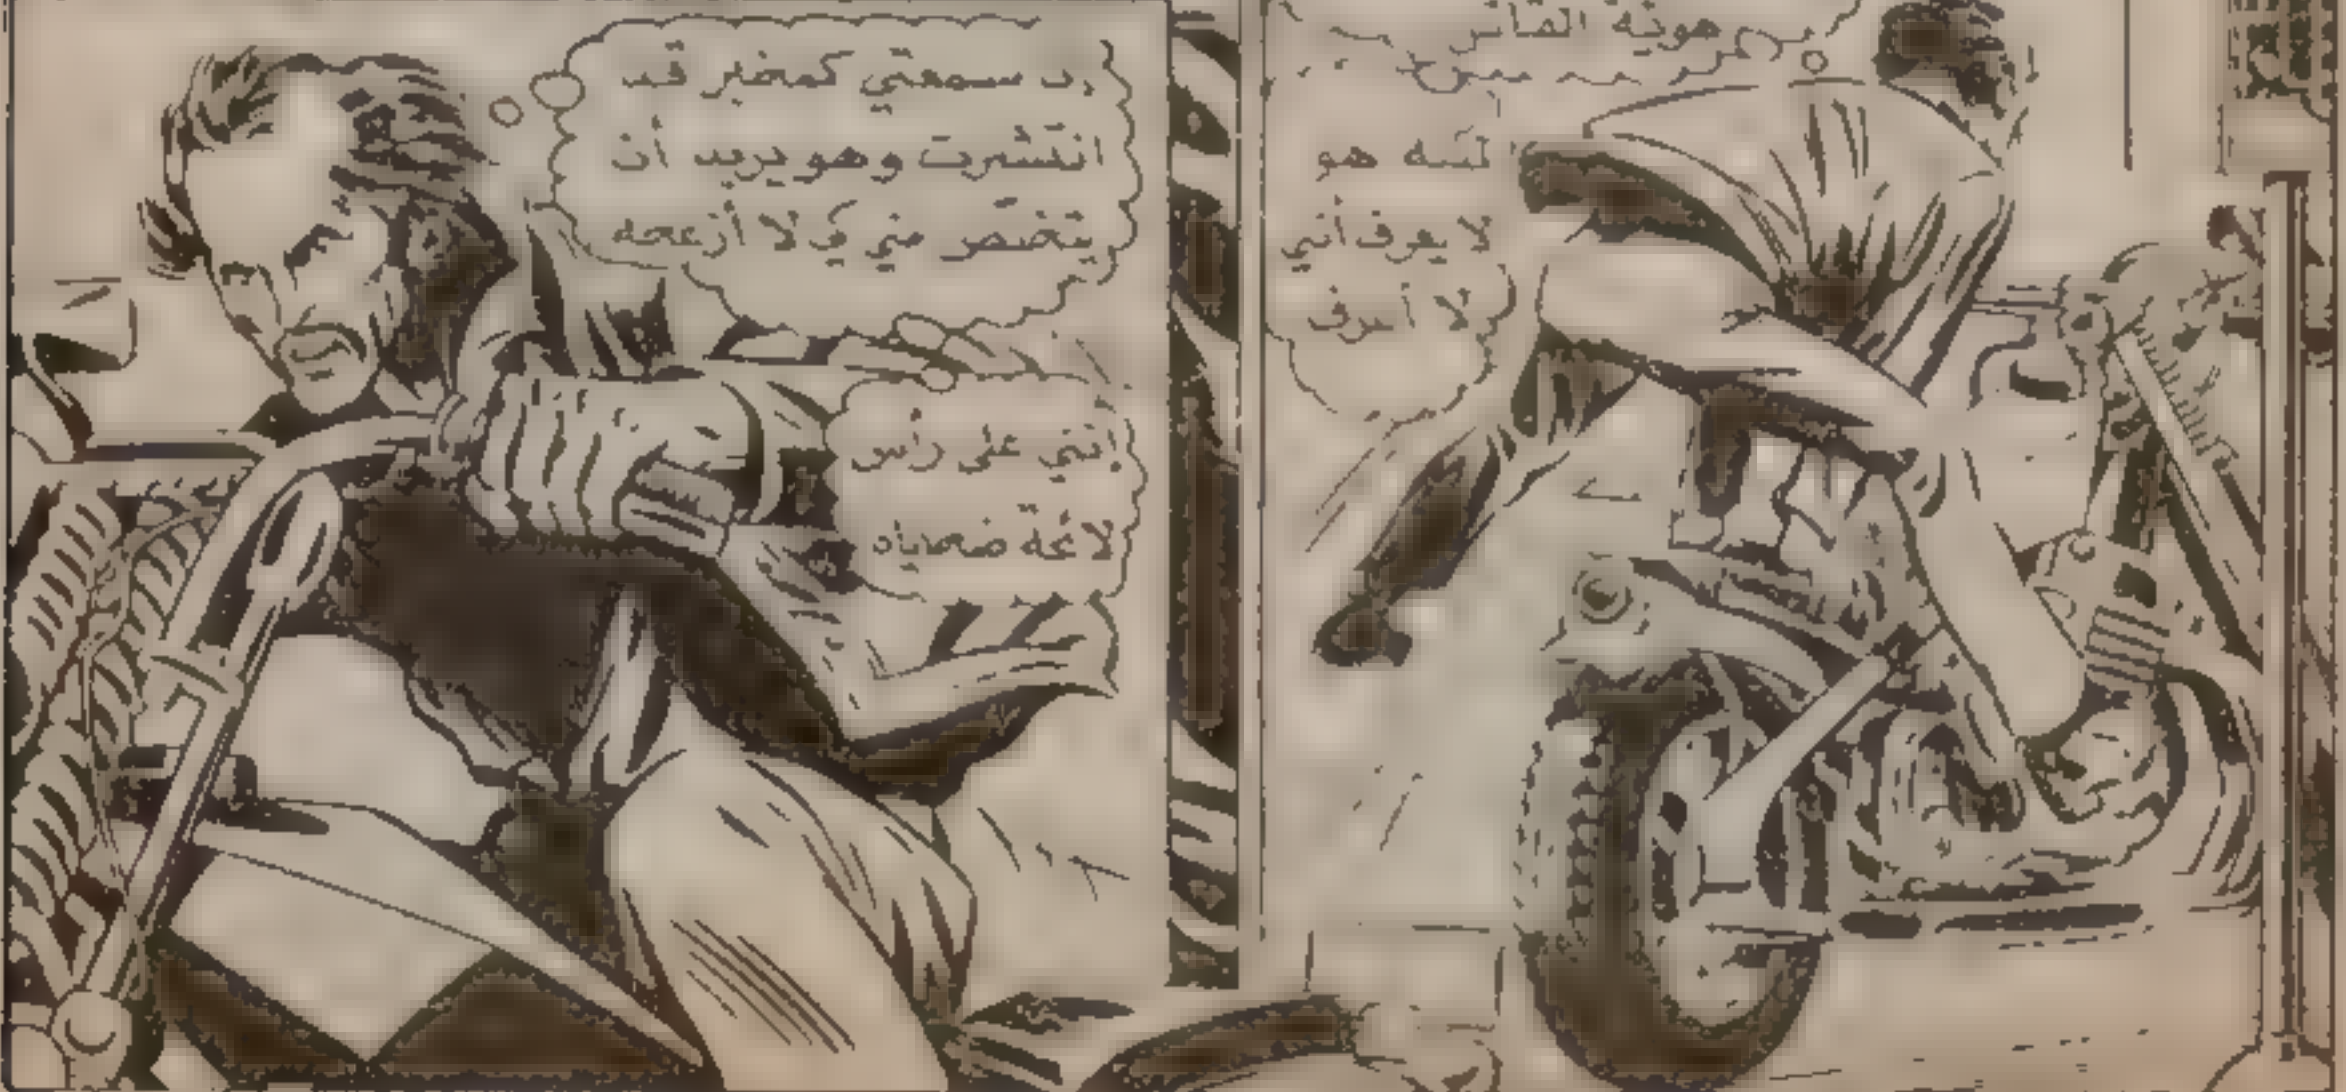 هوية القاتل
لكنه هو
لا يعرف أنني
لا أعرف
إن سمعتي كمخبر قد
انتشرت وهو يريد أن
يتخلص مني كي لا أزعجه
إنني على رأس
لائحة ضحاياه